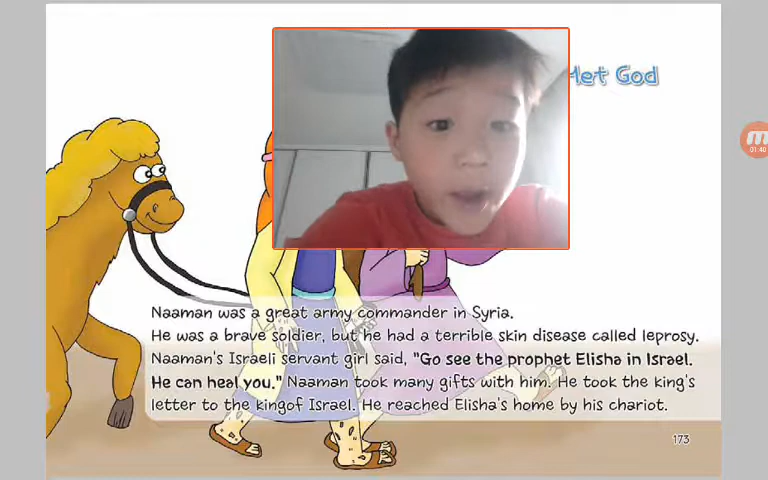 Met God
Naaman was a great army commander in Syria.
He was a brave soldier, but he had a terrible skin disease called leprosy.
Naaman's Israeli servant girl said, "Go see the prophet Elisha in Israel.
He can heal you." Naaman took many gifts with him. He took the king's
letter to the kingof Israel. He reached Elisha's home by his chariot.
173
01:40